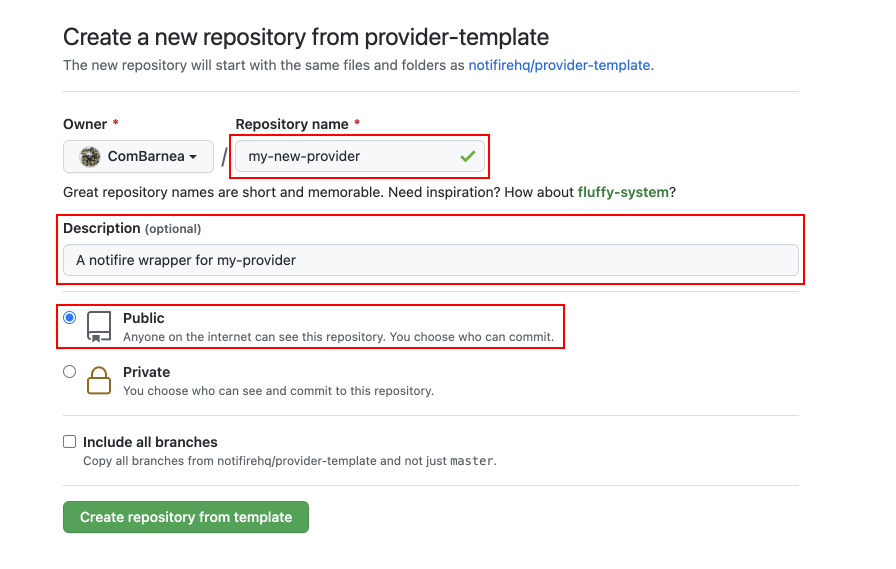 Create a new repository from provider-template
The new repository will start with the same files and folders as notifirehq/provider-template.
Owner * Repository name *
ComBarnea / my-new-provider
Great repository names are short and memorable. Need inspiration? How about fluffy-system?
Description (optional)
A notifire wrapper for my-provider
Public
Anyone on the internet can see this repository. You choose who can commit.
Private
You choose who can see and commit to this repository.
Include all branches
Copy all branches from notifirehq/provider-template and not just master.
Create repository from template